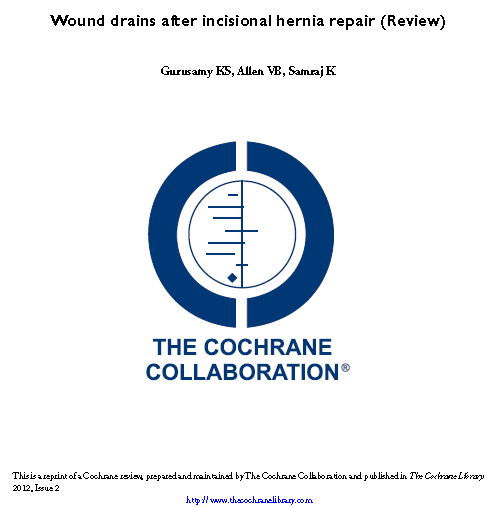 Wound drains after incisional hernia repair (Review)
Gurusamy KS, Allen VB, Samraj K
THE COCHRANE
COLLABORATION®
This is a reprint of a Cochrane review, prepared and maintained by The Cochrane Collaboration and published in The Cochrane Library
2012, Issue 2
http://www.thecochranelibrary.com